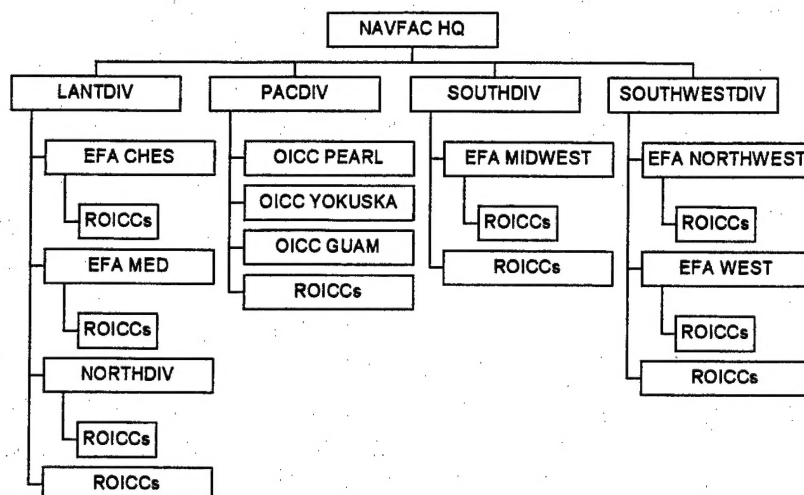 NAVFAC HQ
LANTDIV
PACDIV
SOUTHDIV
SOUTHWESTDIV
EFA CHES
ROICCs
EFA MED
ROICCs
NORTHDIV
ROICCs
ROICCs
OICC PEARL
OICC YOKUSKA
OICC GUAM
ROICCs
EFA MIDWEST
ROICCs
ROICCs
EFA NORTHWEST
ROICCs
EFA WEST
ROICCs
ROICCs